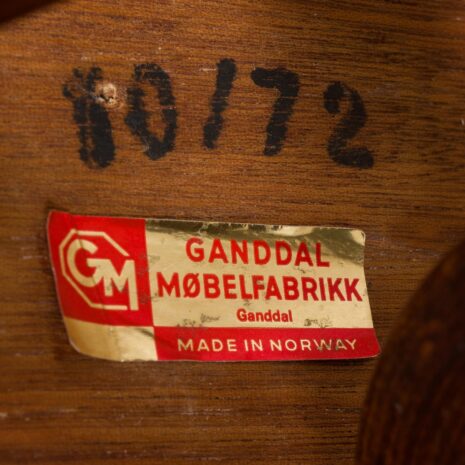 10/72
GM
GANDDAL
MØBELFABRIKK
Ganddal
MADE IN NORWAY